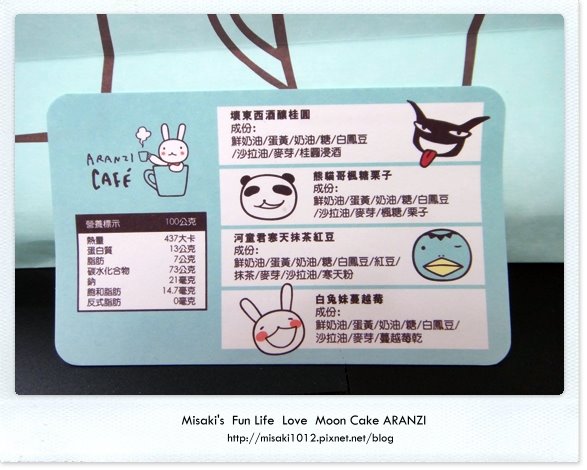 ARANZI
CAFÉ
營養標示 100公克
熱量 437大卡
蛋白質 13公克
脂肪 7公克
碳水化合物 73公克
鈉 21毫克
飽和脂肪 14.7毫克
反式脂肪 0毫克
壞東西酒釀桂圓
成份:
鮮奶油/蛋黃/奶油/糖/白鳳豆
/沙拉油/麥芽/桂圓浸酒
熊貓哥楓糖栗子
成份:
鮮奶油/蛋黃/奶油/糖/白鳳豆
/沙拉油/麥芽/楓糖/栗子
河童君寒天抹茶紅豆
成份:
鮮奶油/蛋黃/奶油/糖/白鳳豆/紅豆/
抹茶/麥芽/沙拉油/寒天粉
白兔妹蔓越莓
成份:
鮮奶油/蛋黃/奶油/糖/白鳳豆/
沙拉油/麥芽/蔓越莓乾
Misaki's Fun Life Love Moon Cake ARANZI
http://misaki1012.pixnet.net/blog